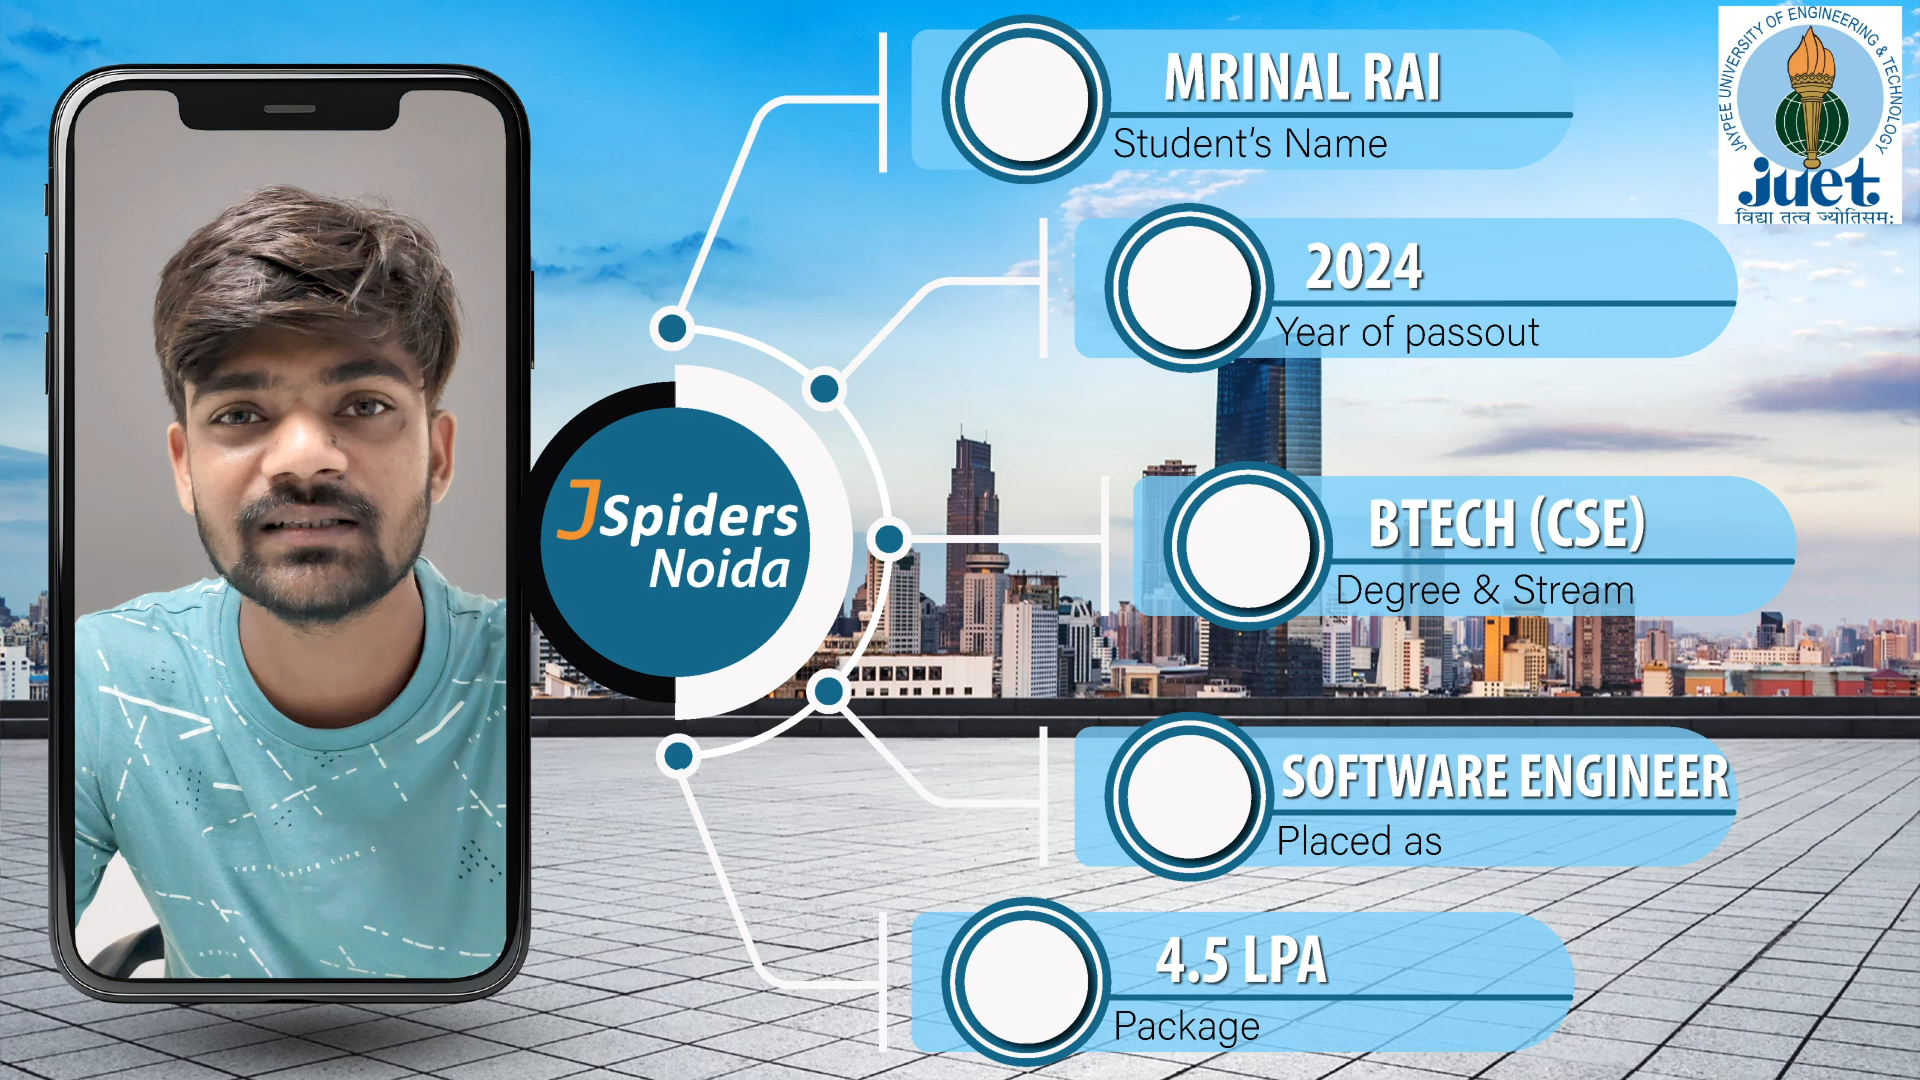 MRINAL RAI
Student's Name
JAYPEE UNIVERSITY OF ENGINEERING & TECHNOLOGY
juet
विद्या तत्व ज्योतिसम:
2024
Year of passout
JSpiders
Noida
BTECH (CSE)
Degree & Stream
SOFTWARE ENGINEER
Placed as
4.5 LPA
Package